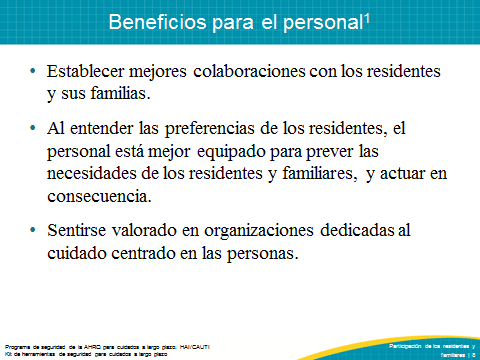 Beneficios para el personal¹
• Establecer mejores colaboraciones con los residentes
y sus familias.
• Al entender las preferencias de los residentes, el
personal está mejor equipado para prever las
necesidades de los residentes y familiares, y actuar en
consecuencia.
• Sentirse valorado en organizaciones dedicadas al
cuidado centrado en las personas.
Programa de seguridad de la AHRQ para cuidados a largo plazo: HAI/CAUTI
Kit de herramientas de seguridad para cuidados a largo plazo
Participación de los residentes y
familiares | 8